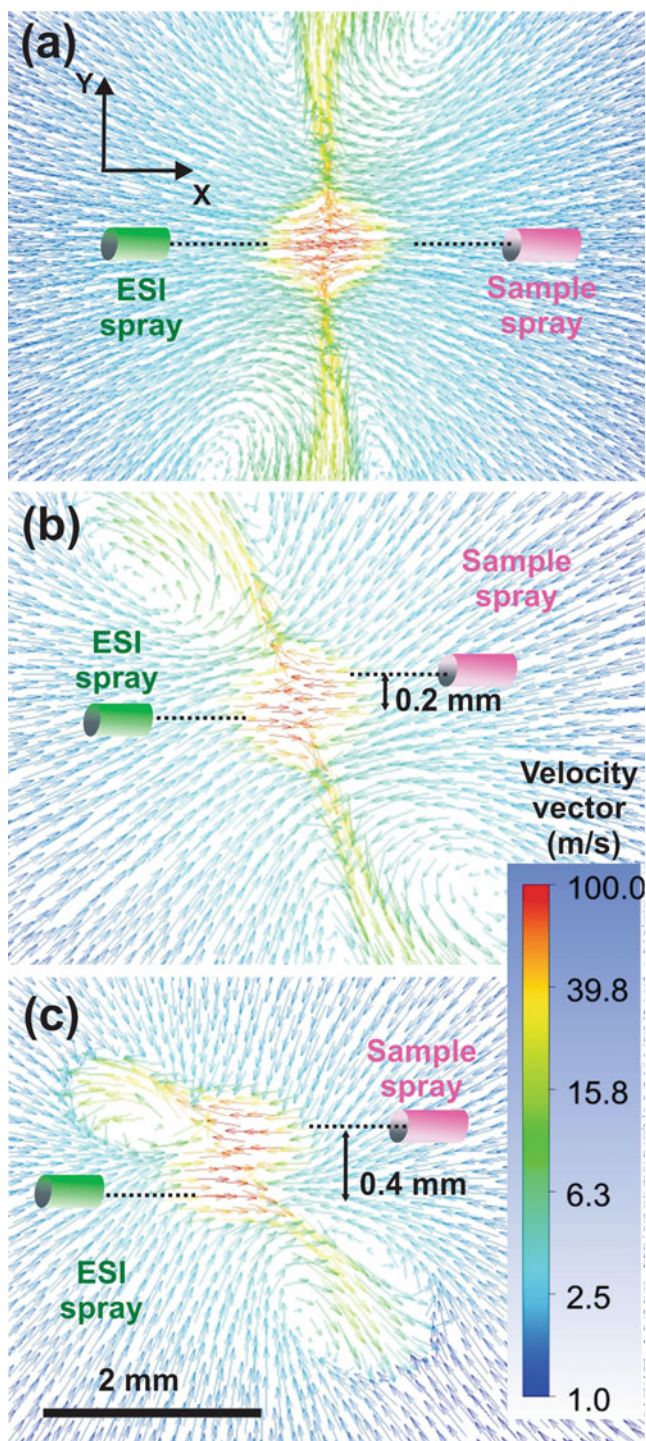 (a)
Y
X
ESI
spray
Sample
spray
(b)
Sample
spray
ESI
spray
0.2 mm
Velocity
vector
(m/s)
100.0
39.8
15.8
6.3
2.5
1.0
(c)
Sample
spray
0.4 mm
ESI
spray
2 mm